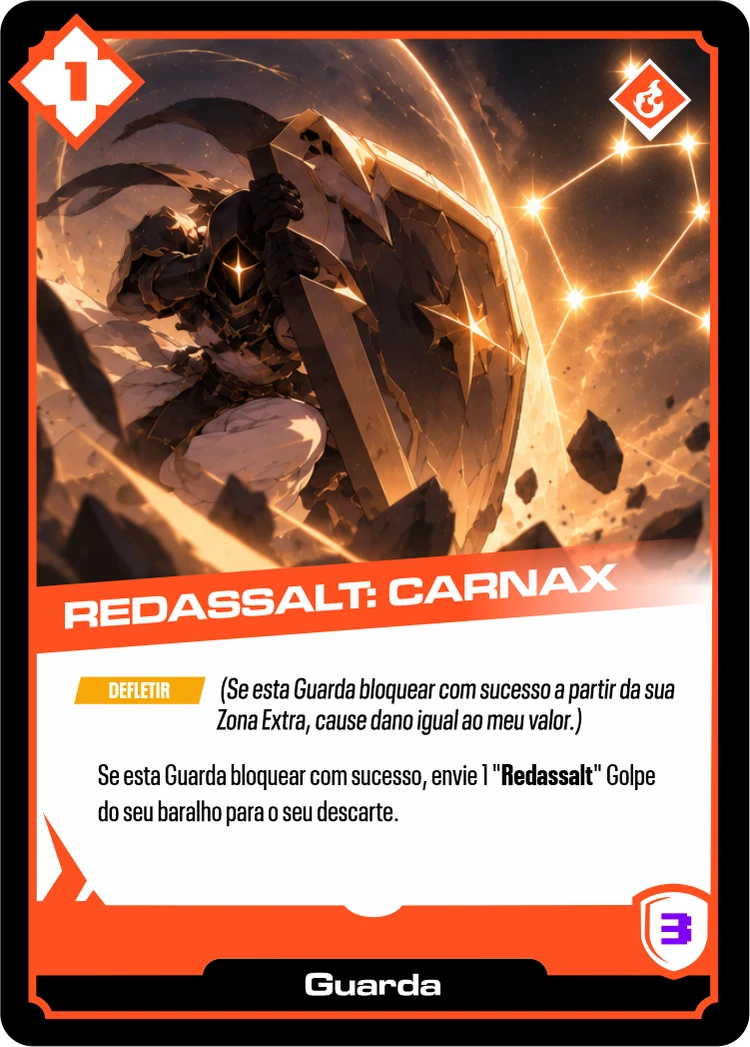 1
REDASSALT: CARNAX
DEFLETIR (Se esta Guarda bloquear com sucesso a partir da sua
Zona Extra, cause dano igual ao meu valor.)
Se esta Guarda bloquear com sucesso, envie 1 "Redassalt" Golpe
do seu baralho para o seu descarte.
3
Guarda